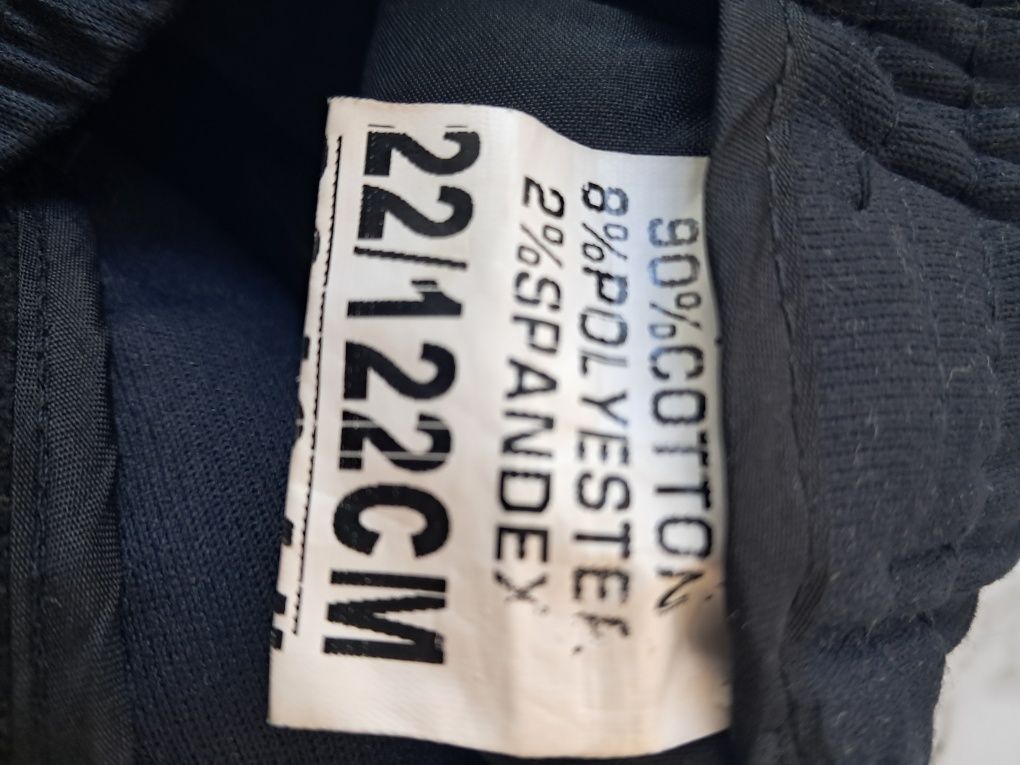 90%COTTON
8%POLYESTER
2%SPANDEX
22/122CM